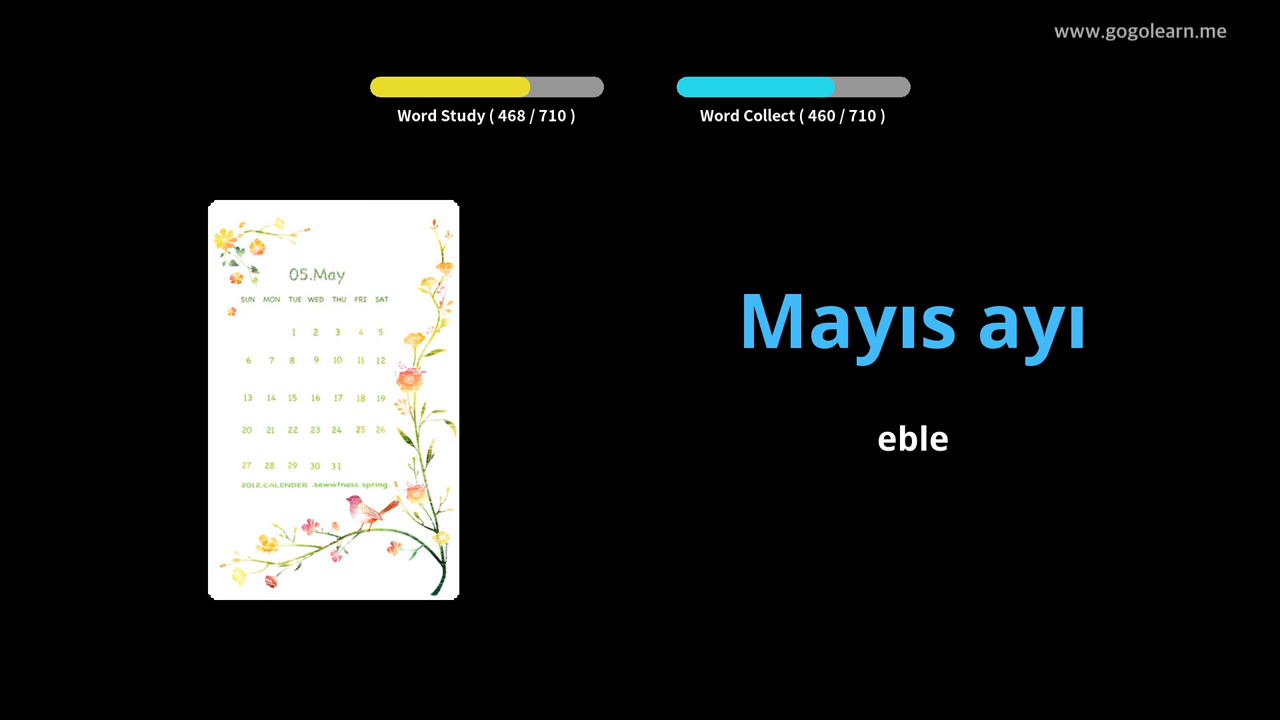 www.gogolearn.me
Word Study ( 468 / 710 )
Word Collect ( 460 / 710 )
05.May
SUN MON TUE WED THU FRI SAT
1 2 3 4 5
6 7 8 9 10 11 12
13 14 15 16 17 18 19
20 21 22 23 24 25 26
27 28 29 30 31
2012.CALENDER .sewwtness spring
Mayıs ayı
eble